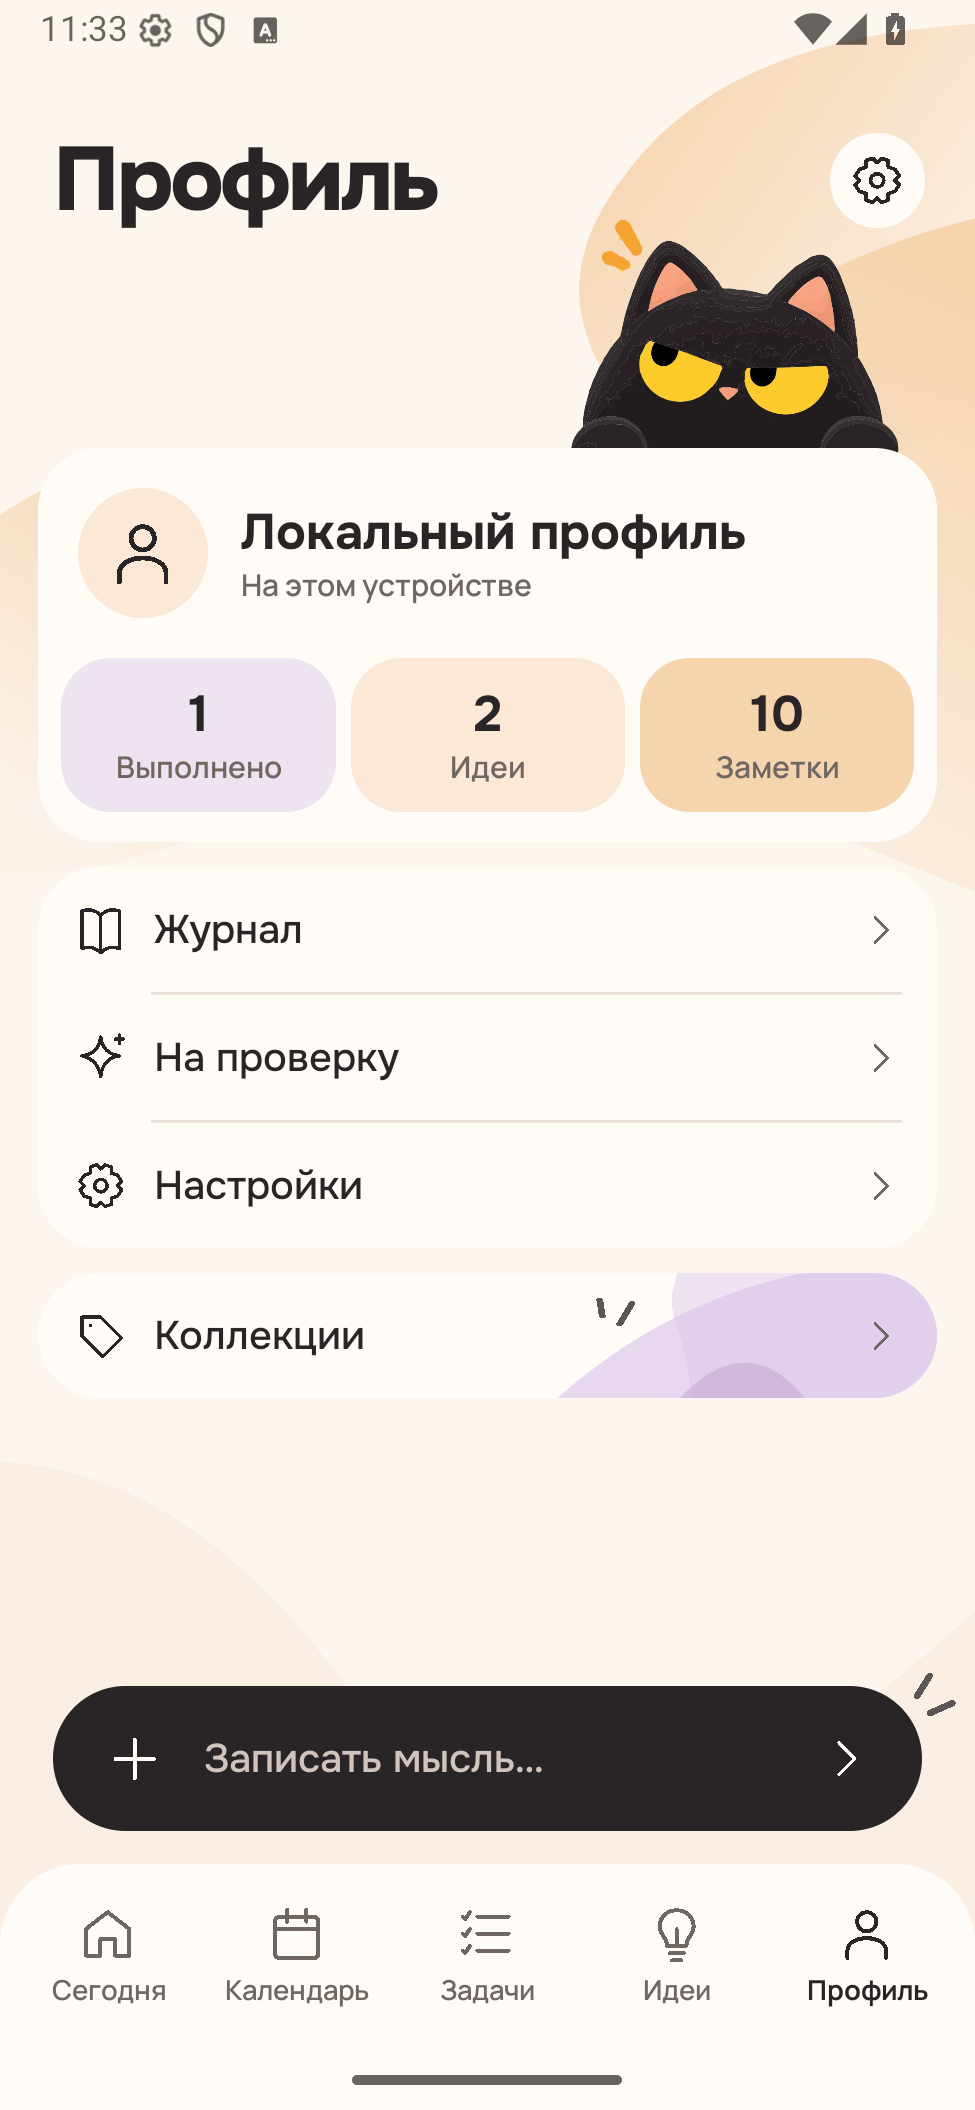 11:33
Профиль
Локальный профиль
На этом устройстве
1
Выполнено
2
Идеи
10
Заметки
Журнал
На проверку
Настройки
Коллекции
Записать мысль...
Сегодня
Календарь
Задачи
Идеи
Профиль